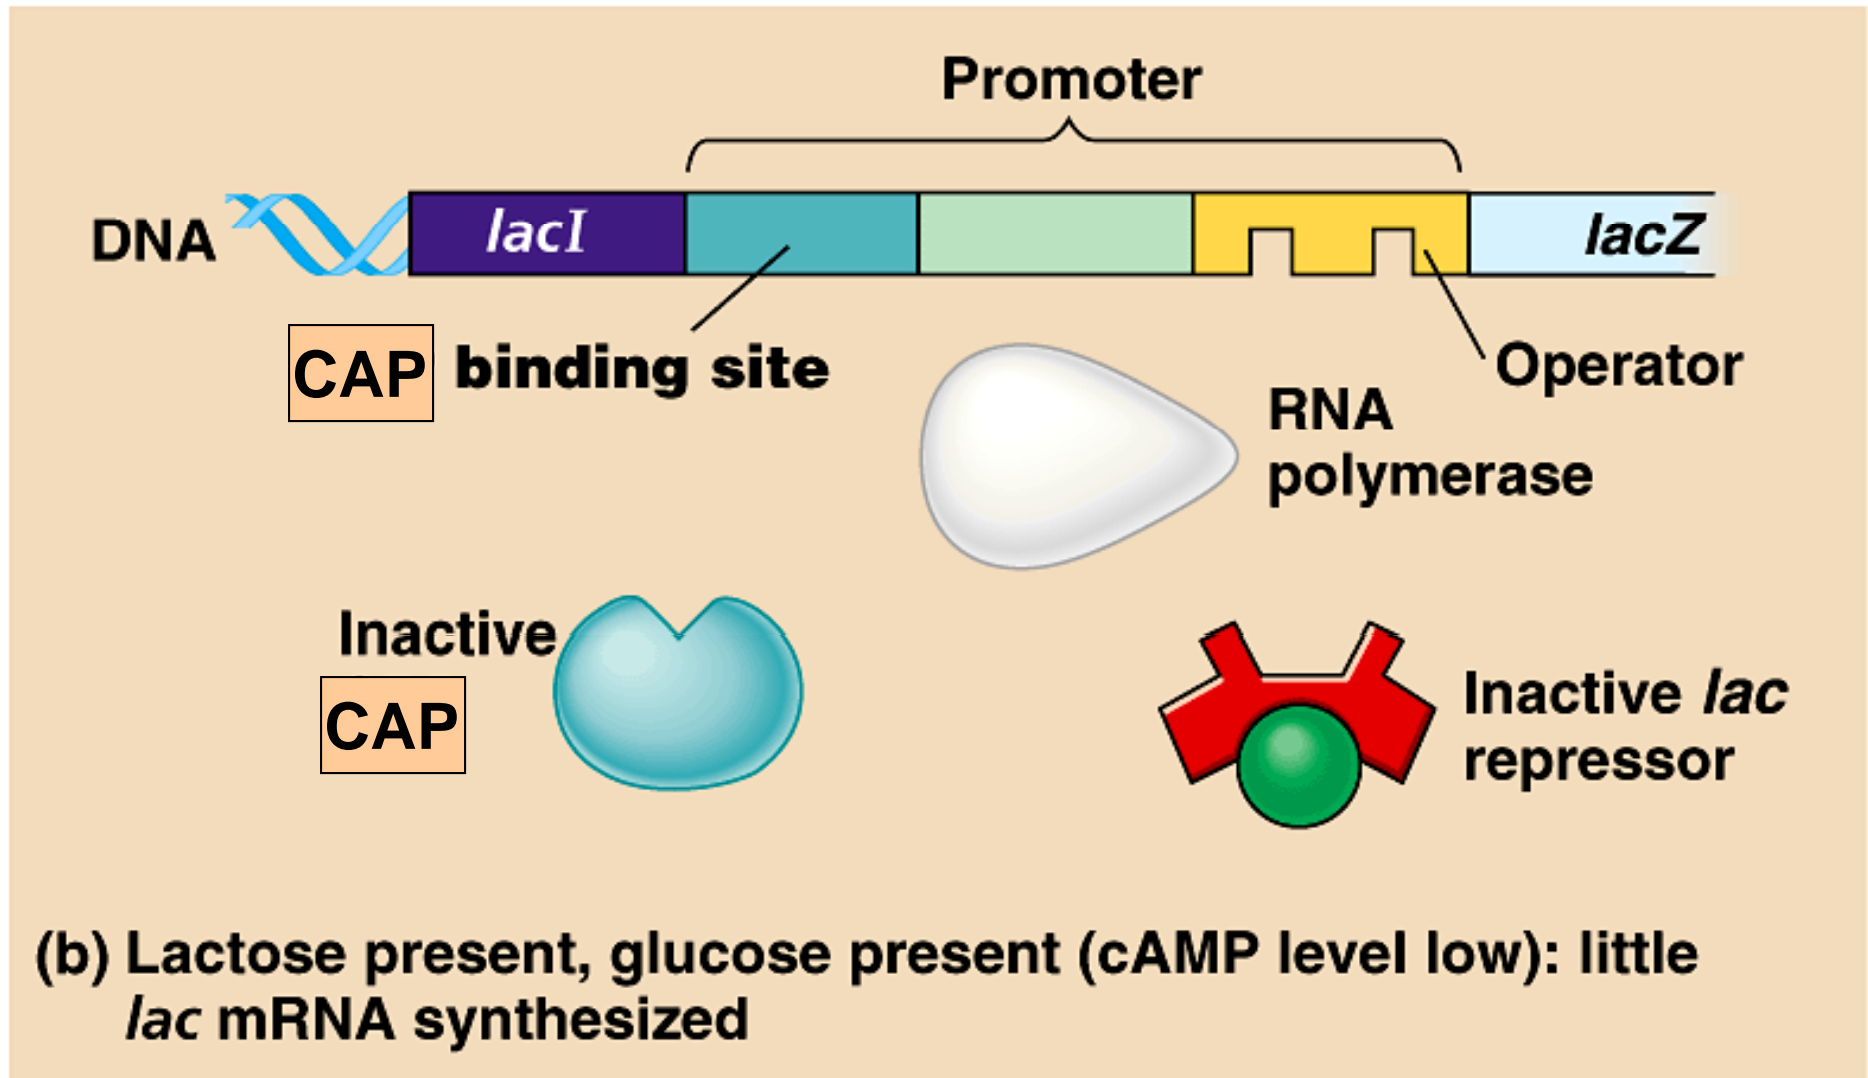 Promoter
DNA
lacI
lacZ
CAP binding site
Operator
RNA
polymerase
Inactive
CAP
Inactive lac
repressor
(b) Lactose present, glucose present (cAMP level low): little
lac mRNA synthesized